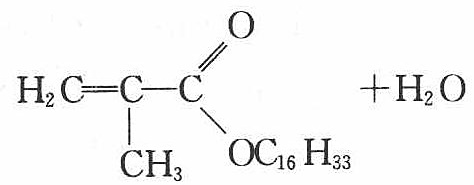 O
H₂C=C—C +H₂O
CH₃ OC₁₆H₃₃